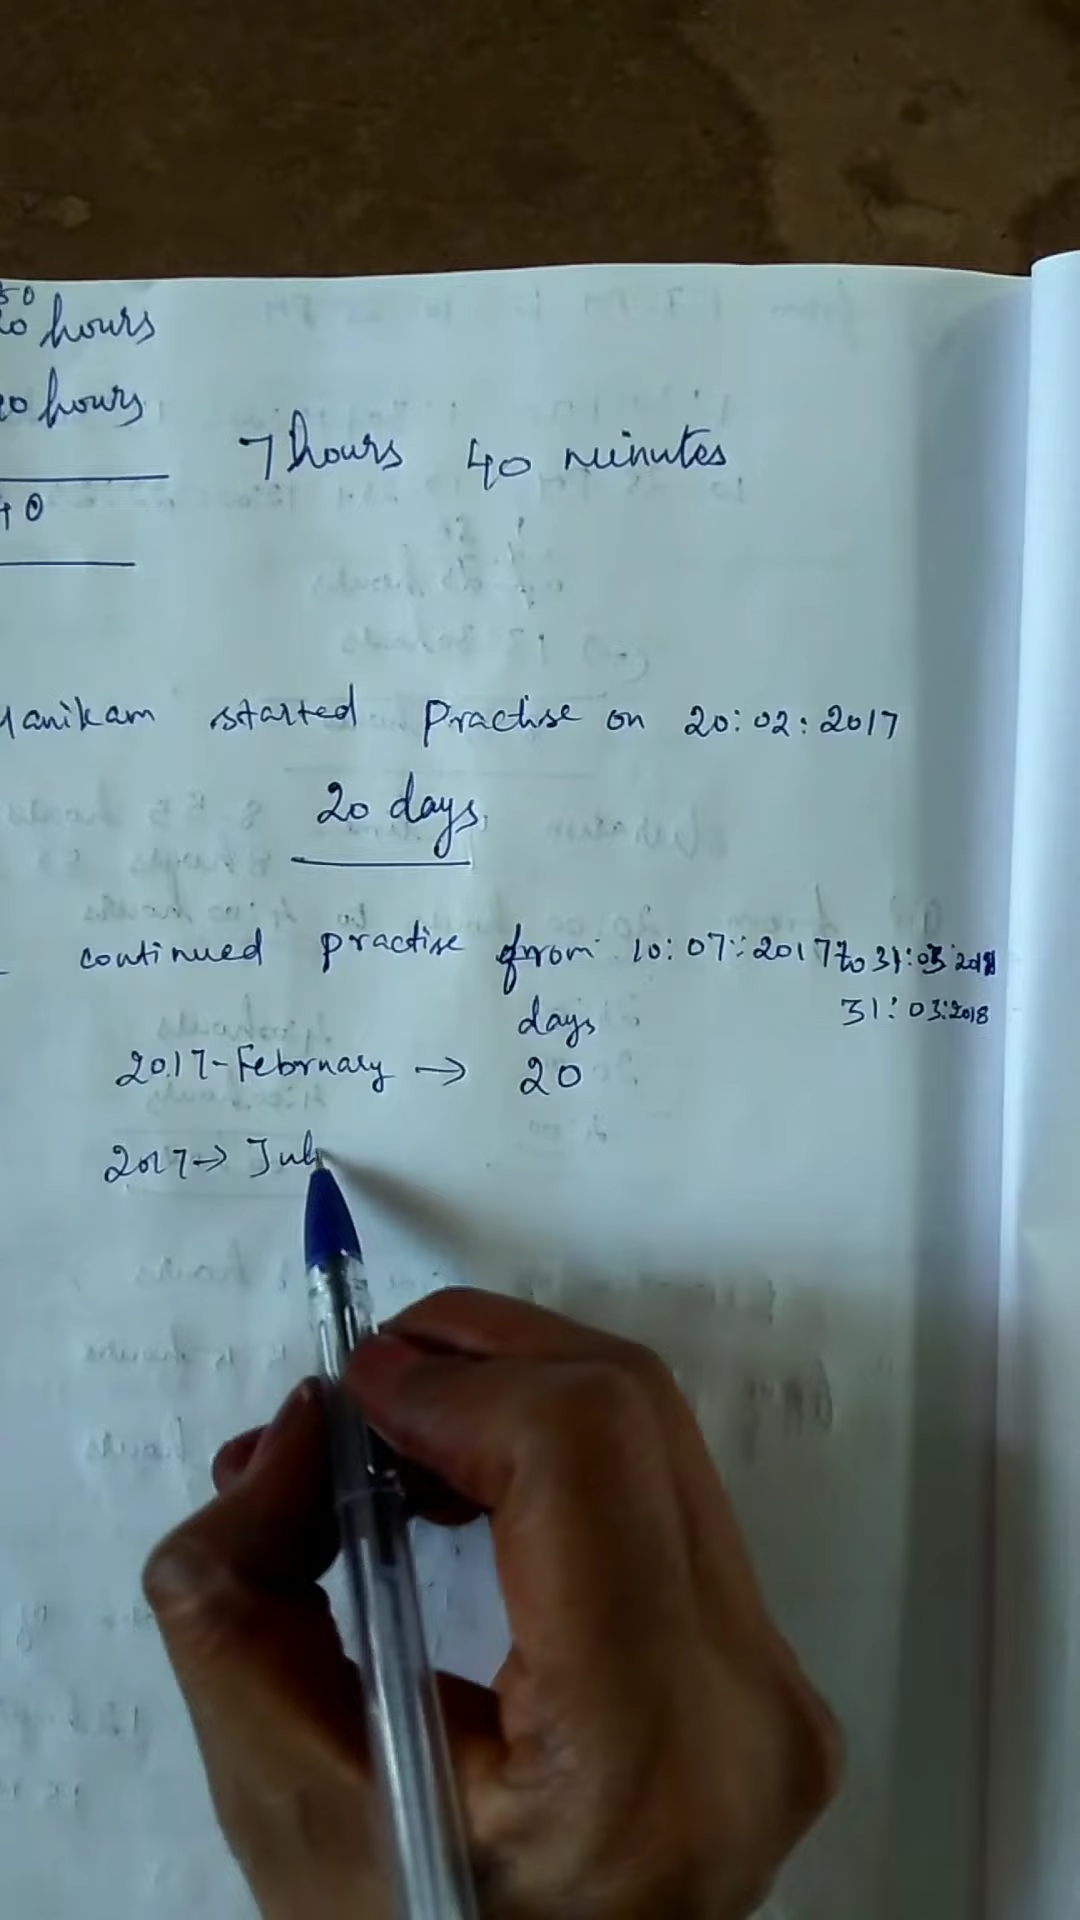 hours
hours
7 hours 40 minutes
40
started Practise on 20:02:2017
20 days
continued practise from 10:07:2017 to 31:03:2018
days 31:03:2018
2017-February → 20
2017→ Jul